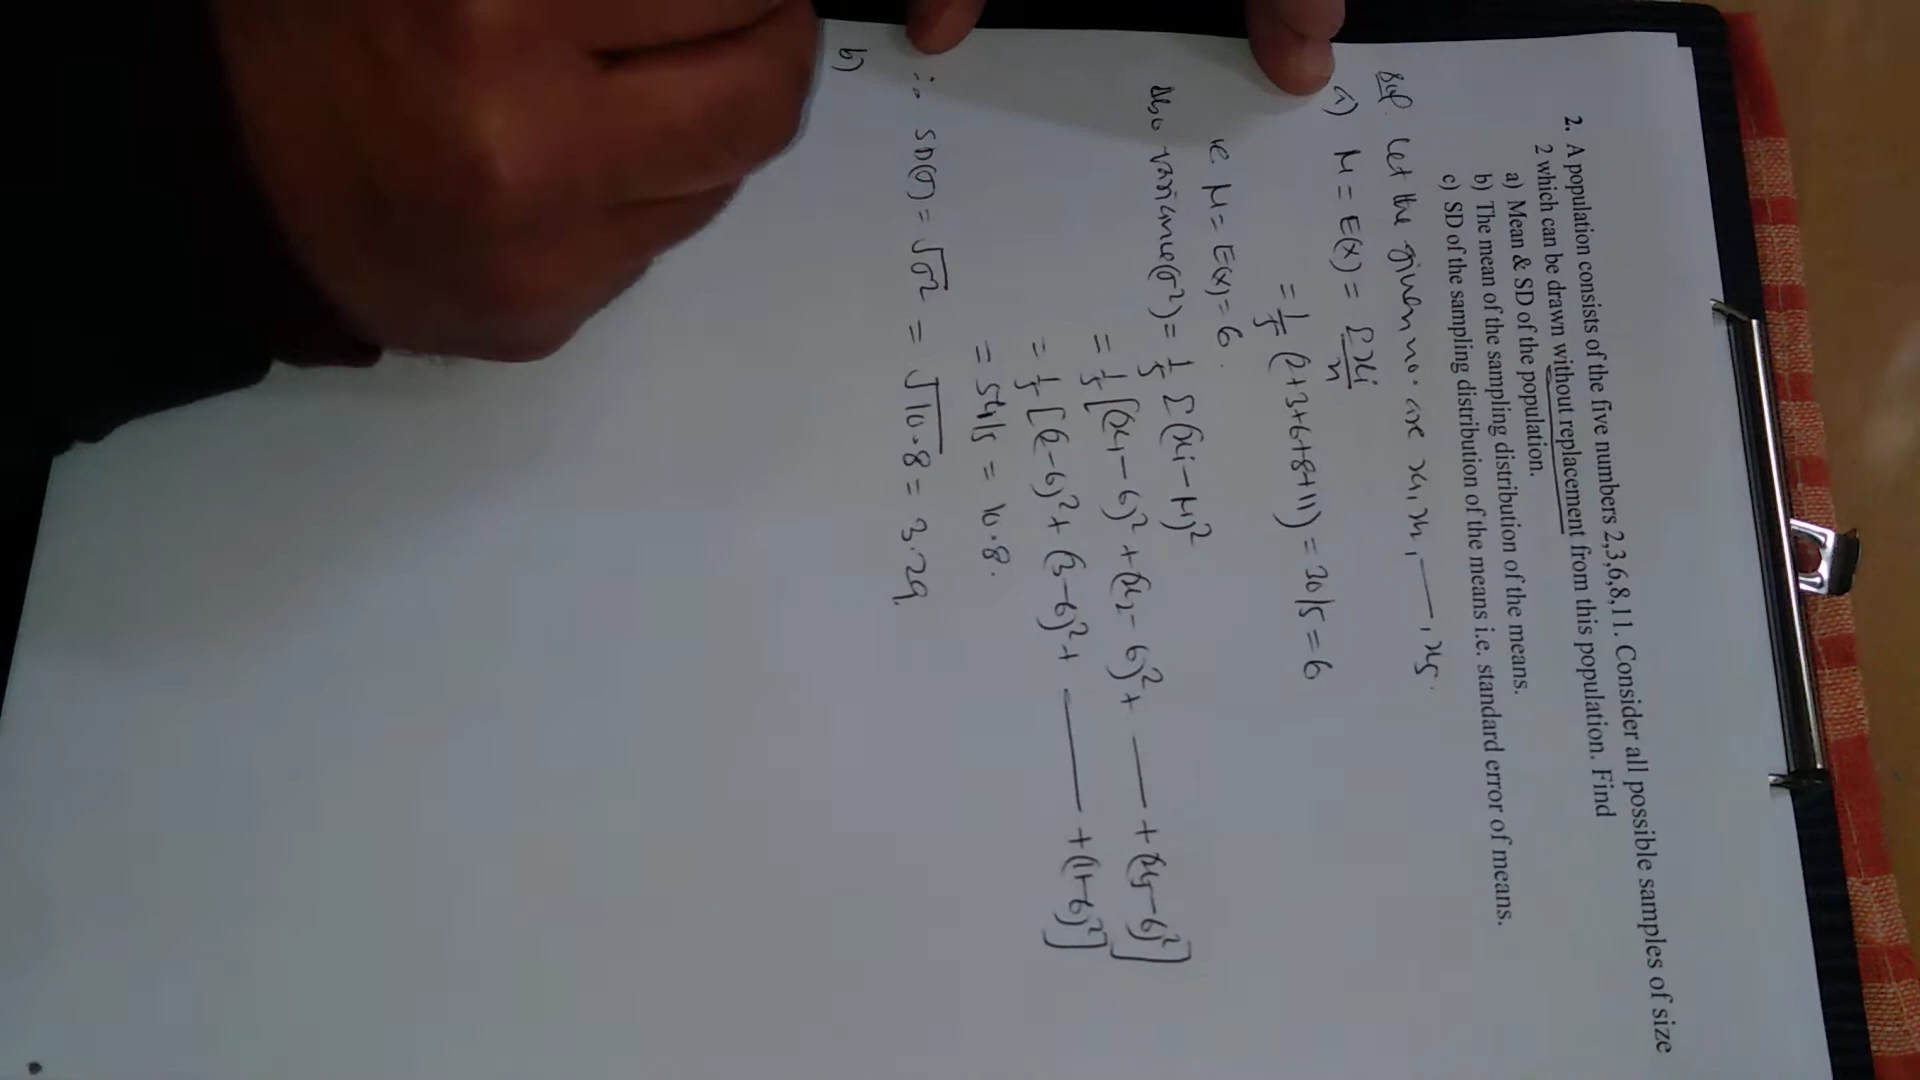 2. A population consists of the five numbers 2,3,6,8,11. Consider all possible samples of size
2 which can be drawn without replacement from this population. Find
a) Mean & SD of the population.
b) The mean of the sampling distribution of the means.
c) SD of the sampling distribution of the means i.e. standard error of means.
Sol. Let the given no. are x1, x2, —, x5.
a) μ = E(x) = Σxi/n
= 1/5 (2+3+6+8+11) = 30/5 = 6
ie. μ = E(x) = 6.
Also variance(σ²) = 1/5 Σ(xi – μ)²
= 1/5 [(x1 – 6)² + (x2 – 6)² + — + (x5 – 6)²]
= 1/5 [(2–6)² + (3–6)² + — + (11–6)²]
= 54/5 = 10.8.
∴ SD(σ) = √σ² = √10.8 = 3.29.
b)